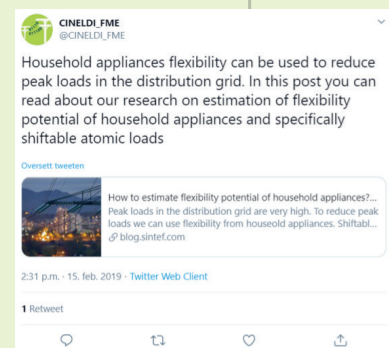 CINELDI_FME
@CINELDI_FME
Household appliances flexibility can be used to reduce
peak loads in the distribution grid. In this post you can
read about our research on estimation of flexibility
potential of household appliances and specifically
shiftable atomic loads
Oversett tweeten
How to estimate flexibility potential of household appliances?...
Peak loads in the distribution grid are very high. To reduce peak
loads we can use flexibility from houseold appliances. Shiftabl...
blog.sintef.com
2:31 p.m. · 15. feb. 2019 · Twitter Web Client
1 Retweet